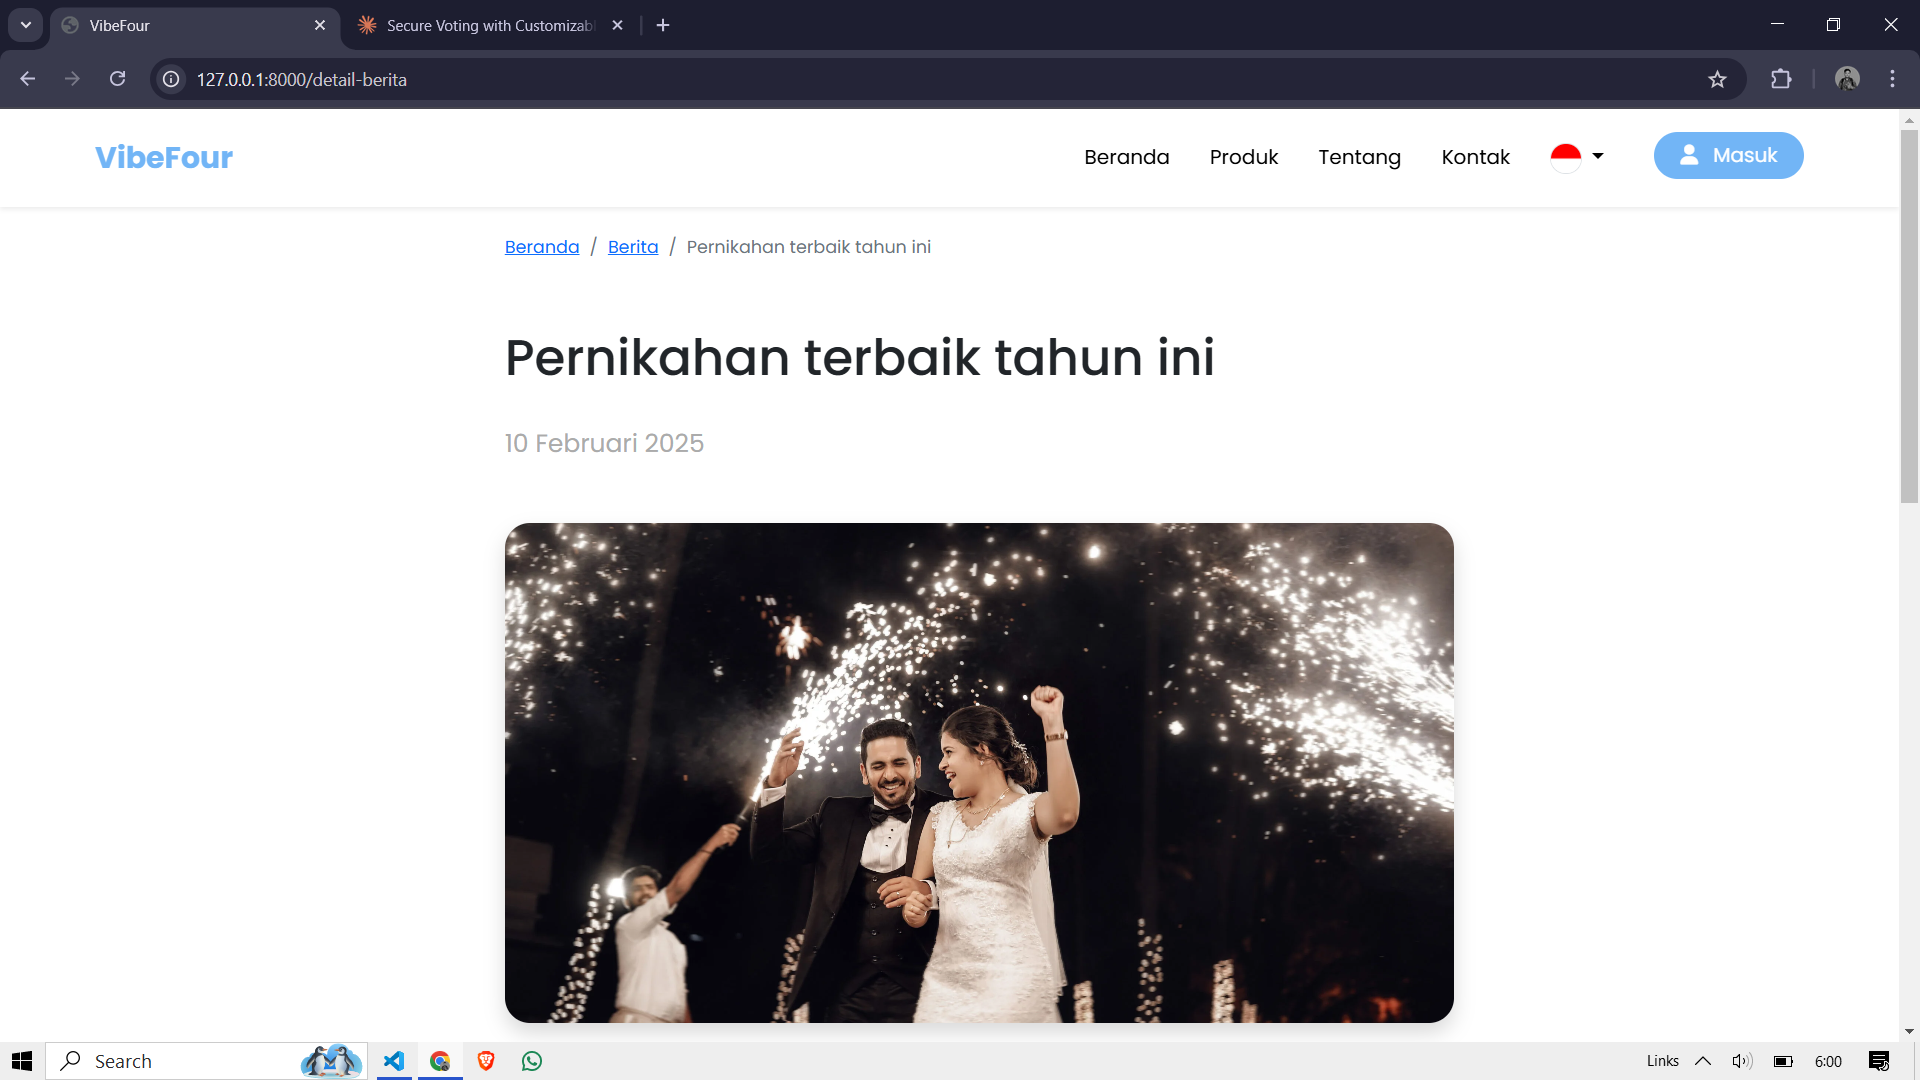 VibeFour
Secure Voting with Customizab
127.0.0.1:8000/detail-berita
VibeFour
Beranda
Produk
Tentang
Kontak
Masuk
Beranda / Berita / Pernikahan terbaik tahun ini
Pernikahan terbaik tahun ini
10 Februari 2025
Search
Links
6:00